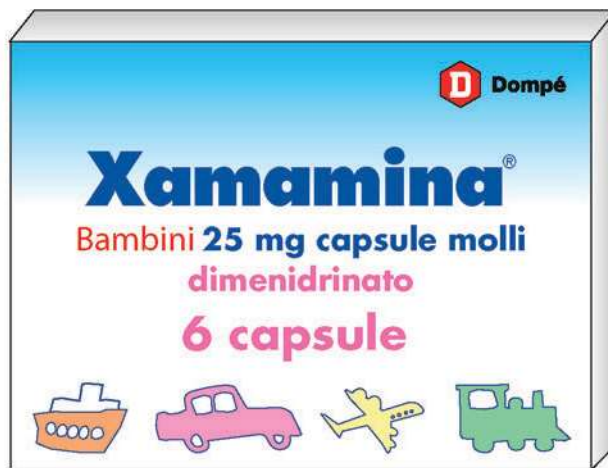 D Dompé
Xamamina®
Bambini 25 mg capsule molli
dimenidrinato
6 capsule